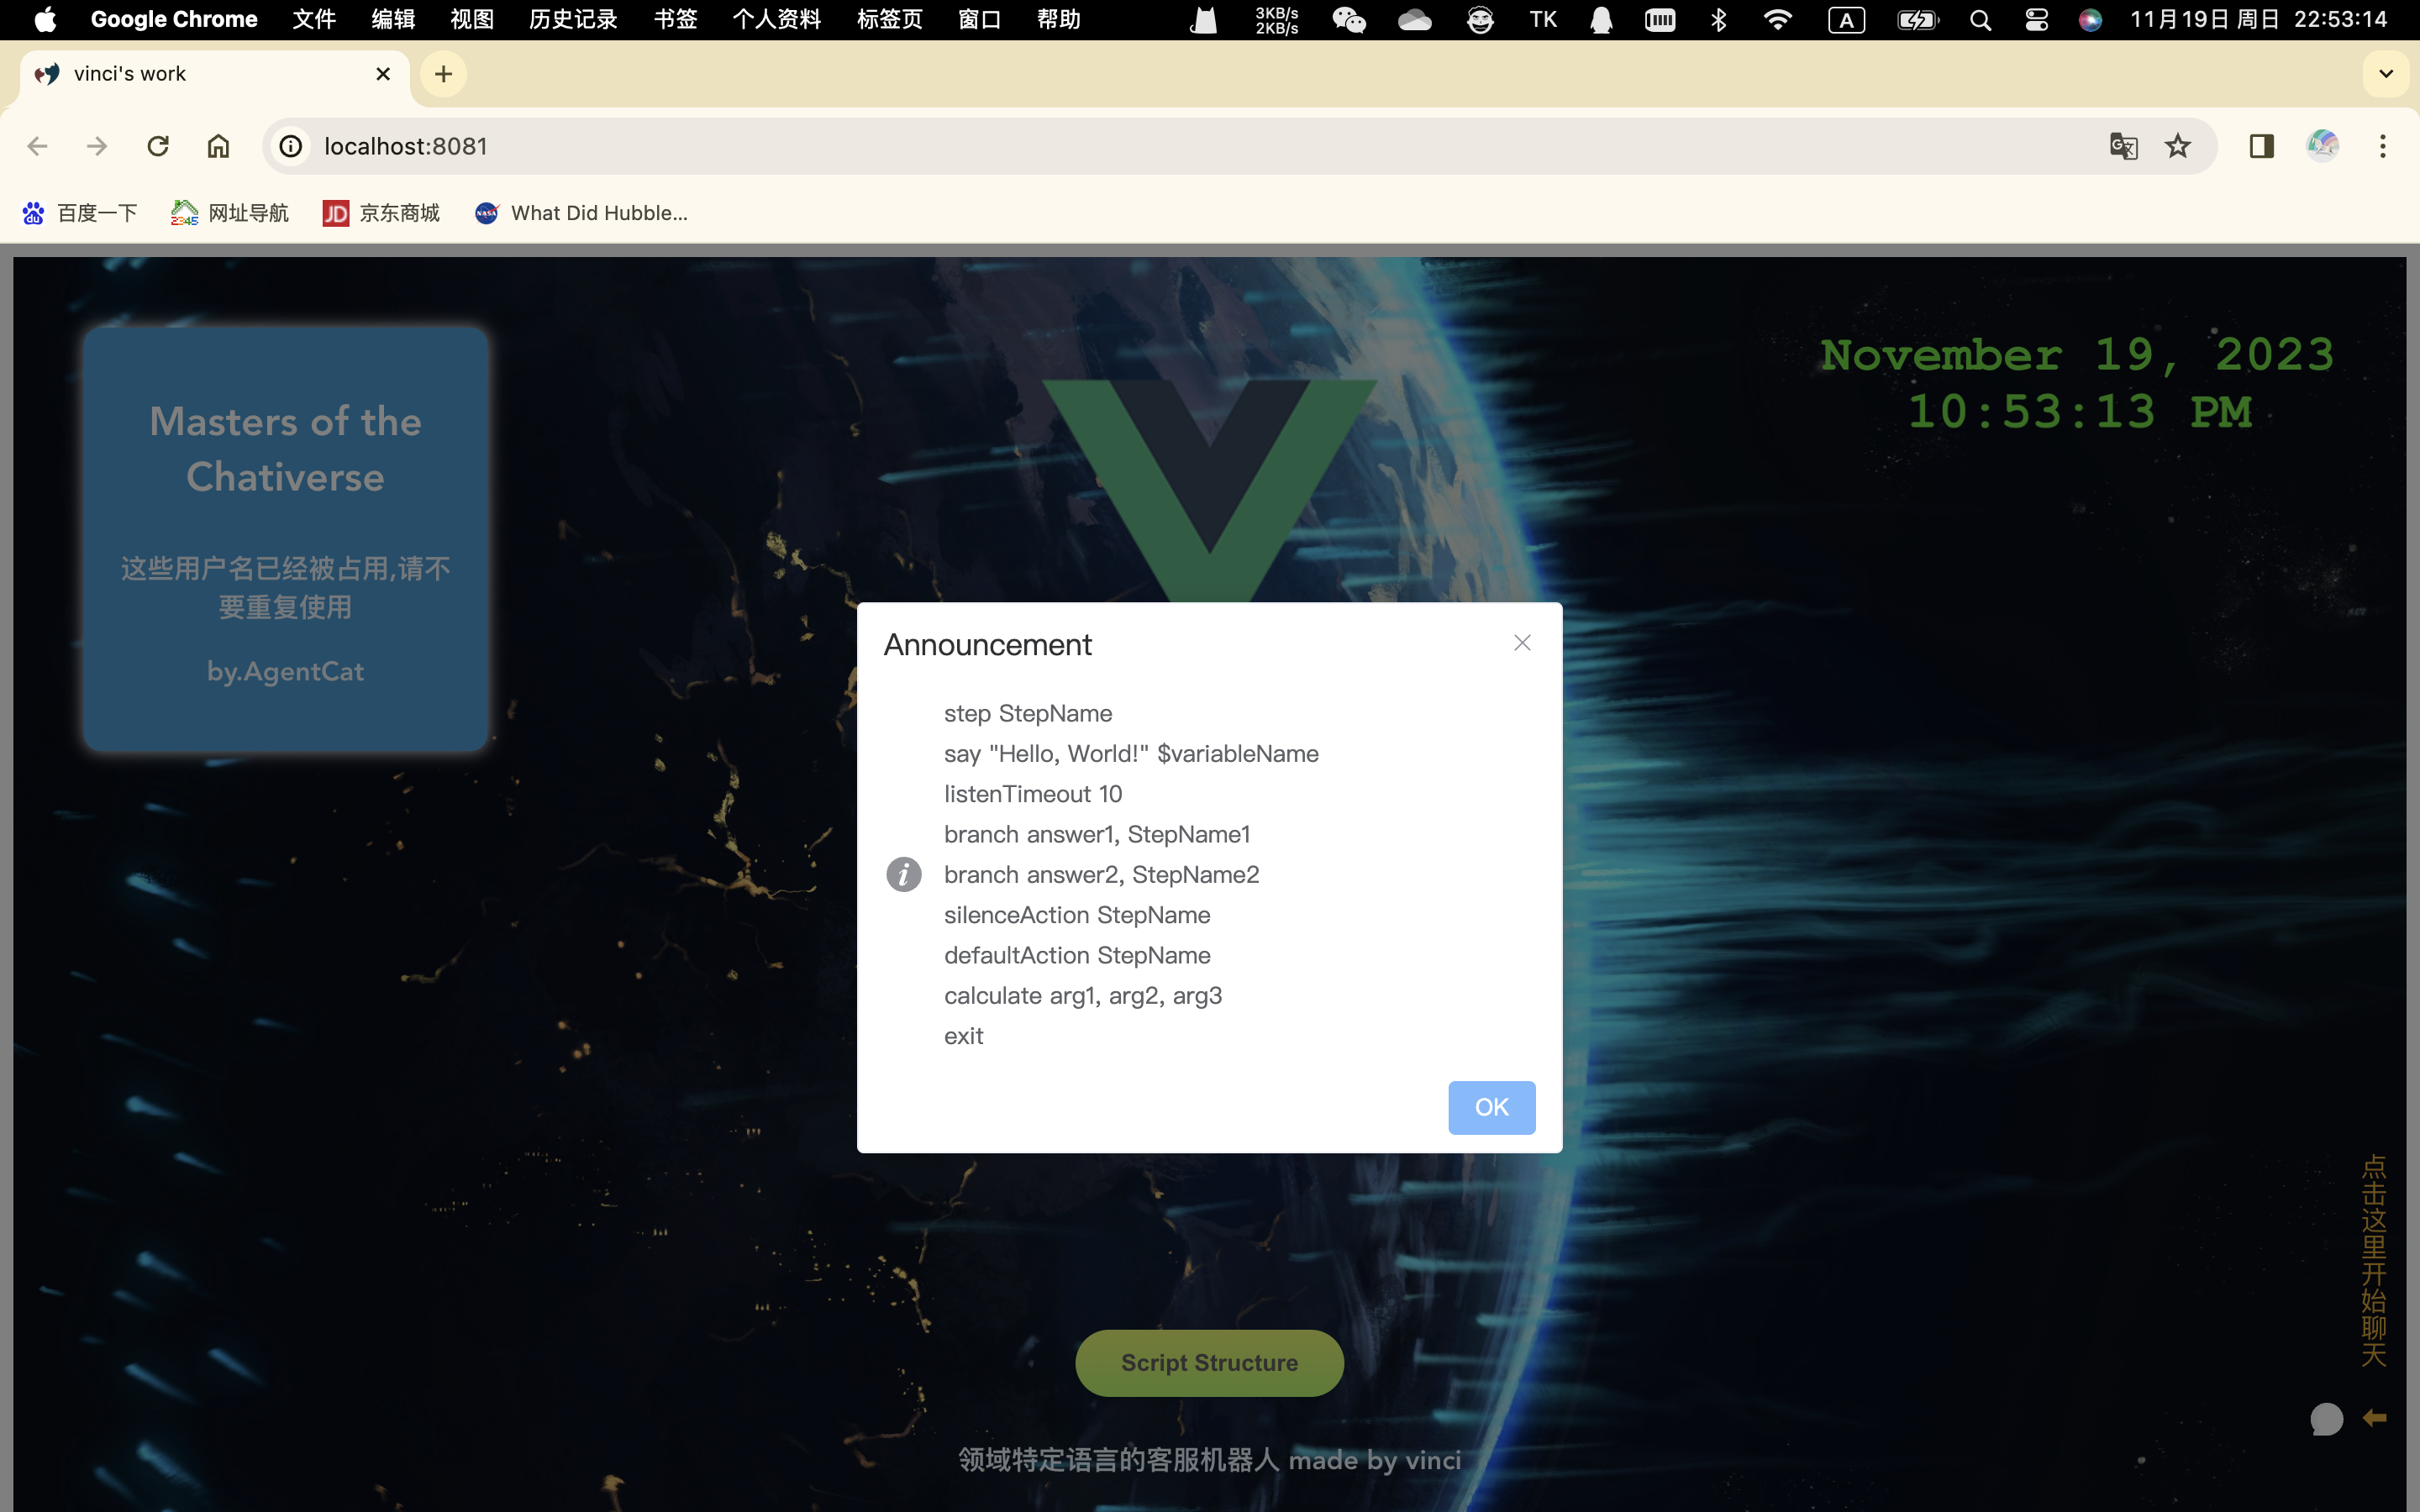 Google Chrome 文件 编辑 视图 历史记录 书签 个人资料 标签页 窗口 帮助 3KB/s TK A 11月19日 周日 22:53:14
2KB/s
vinci's work
localhost:8081
百度一下 2345 网址导航 JD 京东商城 NASA What Did Hubble...
Masters of the
Chativerse
这些用户名已经被占用,请不
要重复使用
by.AgentCat
November 19, 2023
10:53:13 PM
Announcement
step StepName
say "Hello, World!" $variableName
listenTimeout 10
branch answer1, StepName1
branch answer2, StepName2
silenceAction StepName
defaultAction StepName
calculate arg1, arg2, arg3
exit
OK
点击这里开始聊天
Script Structure
领域特定语言的客服机器人 made by vinci